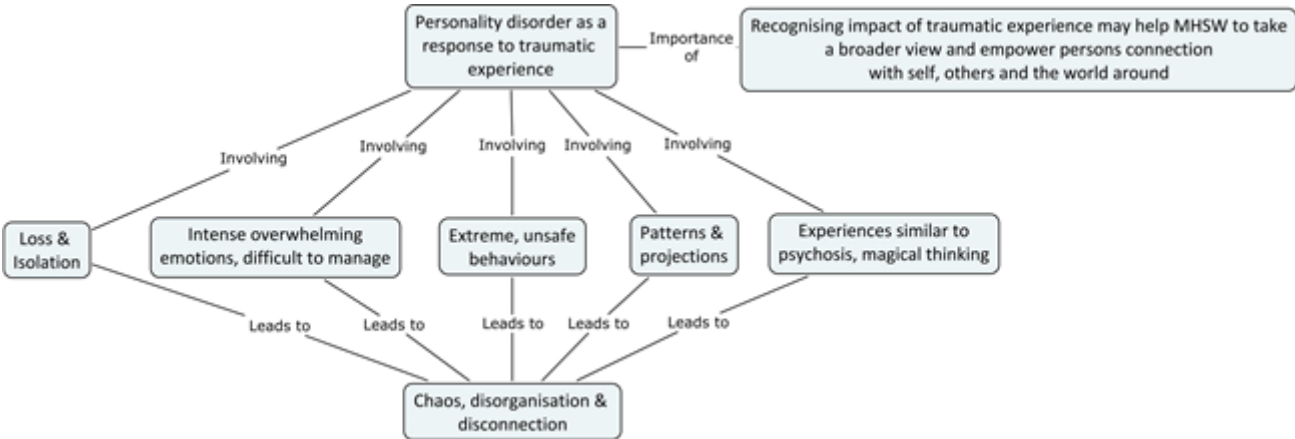 Personality disorder as a
response to traumatic
experience
Importance
of
Recognising impact of traumatic experience may help MHSW to take
a broader view and empower persons connection
with self, others and the world around
Involving
Involving
Involving
Involving
Involving
Loss &
Isolation
Intense overwhelming
emotions, difficult to manage
Extreme, unsafe
behaviours
Patterns &
projections
Experiences similar to
psychosis, magical thinking
Leads to
Leads to
Leads to
Leads to
Leads to
Chaos, disorganisation &
disconnection